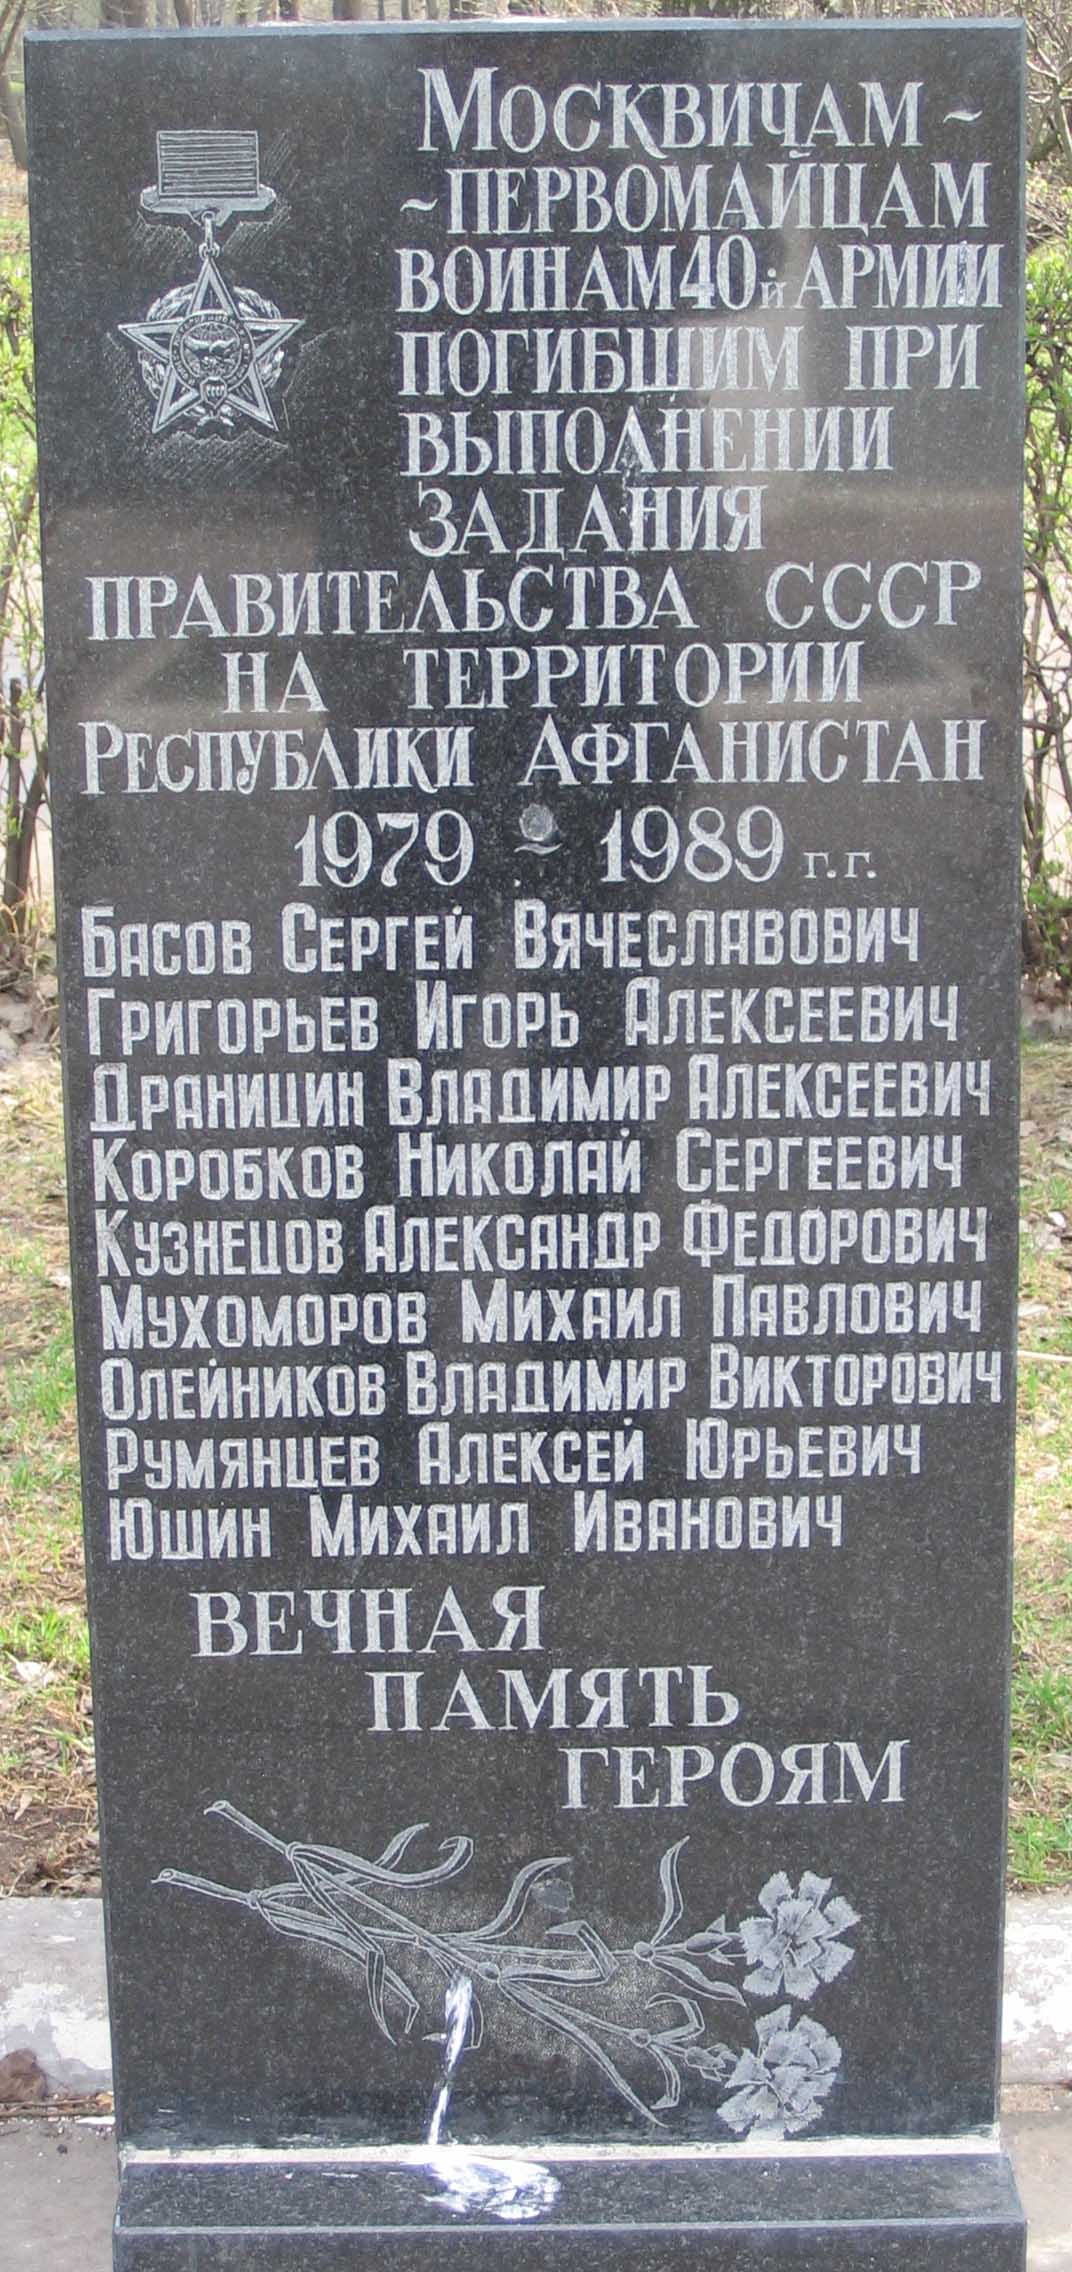 Москвичам ~
~ первомайцам
воинам 40й армии
погибшим при
выполнении
задания
правительства СССР
на территории
Республики Афганистан
1979 ~ 1989 г.г.
Басов Сергей Вячеславович
Григорьев Игорь Алексеевич
Драницин Владимир Алексеевич
Коробков Николай Сергеевич
Кузнецов Александр Федорович
Мухоморов Михаил Павлович
Олейников Владимир Викторович
Румянцев Алексей Юрьевич
Юшин Михаил Иванович
ВЕЧНАЯ
ПАМЯТЬ
ГЕРОЯМ